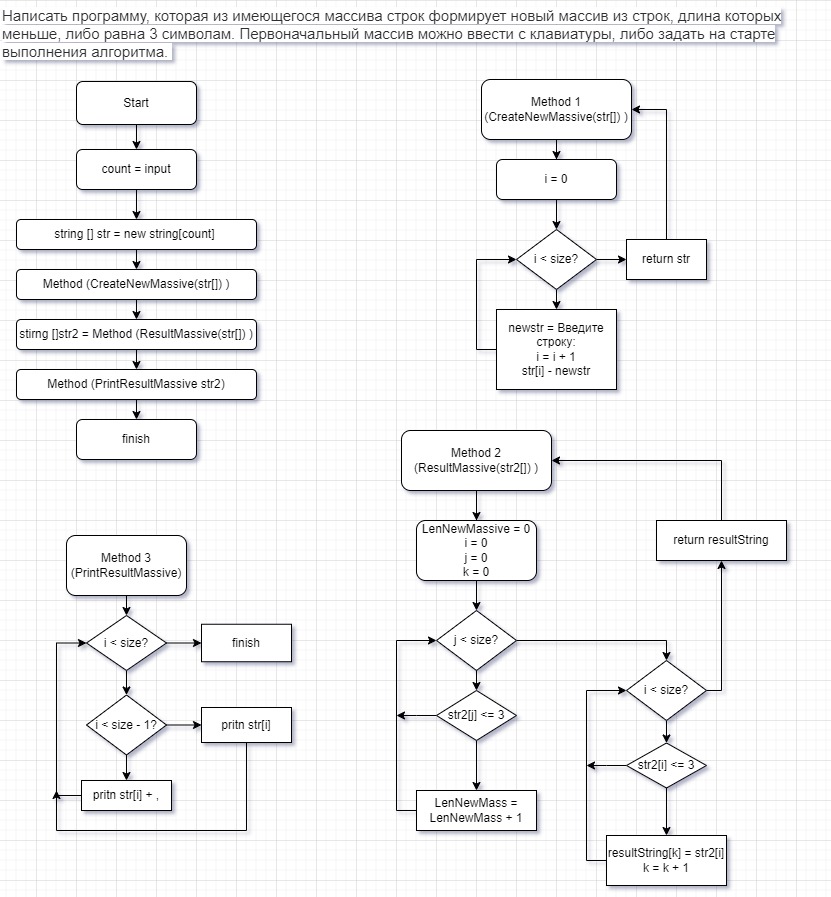 Написать программу, которая из имеющегося массива строк формирует новый массив из строк, длина которых
меньше, либо равна 3 символам. Первоначальный массив можно ввести с клавиатуры, либо задать на старте
выполнения алгоритма.
Start
count = input
string [] str = new string[count]
Method (CreateNewMassive(str[]) )
stirng []str2 = Method (ResultMassive(str[]) )
Method (PrintResultMassive str2)
finish
Method 1
(CreateNewMassive(str[]) )
i = 0
i < size?
return str
newstr = Введите
строку:
i = i + 1
str[i] - newstr
Method 2
(ResultMassive(str2[]) )
LenNewMassive = 0
i = 0
j = 0
k = 0
return resultString
j < size?
i < size?
str2[j] <= 3
str2[i] <= 3
LenNewMass =
LenNewMass + 1
resultString[k] = str2[i]
k = k + 1
Method 3
(PrintResultMassive)
i < size?
finish
i < size - 1?
pritn str[i]
pritn str[i] + ,